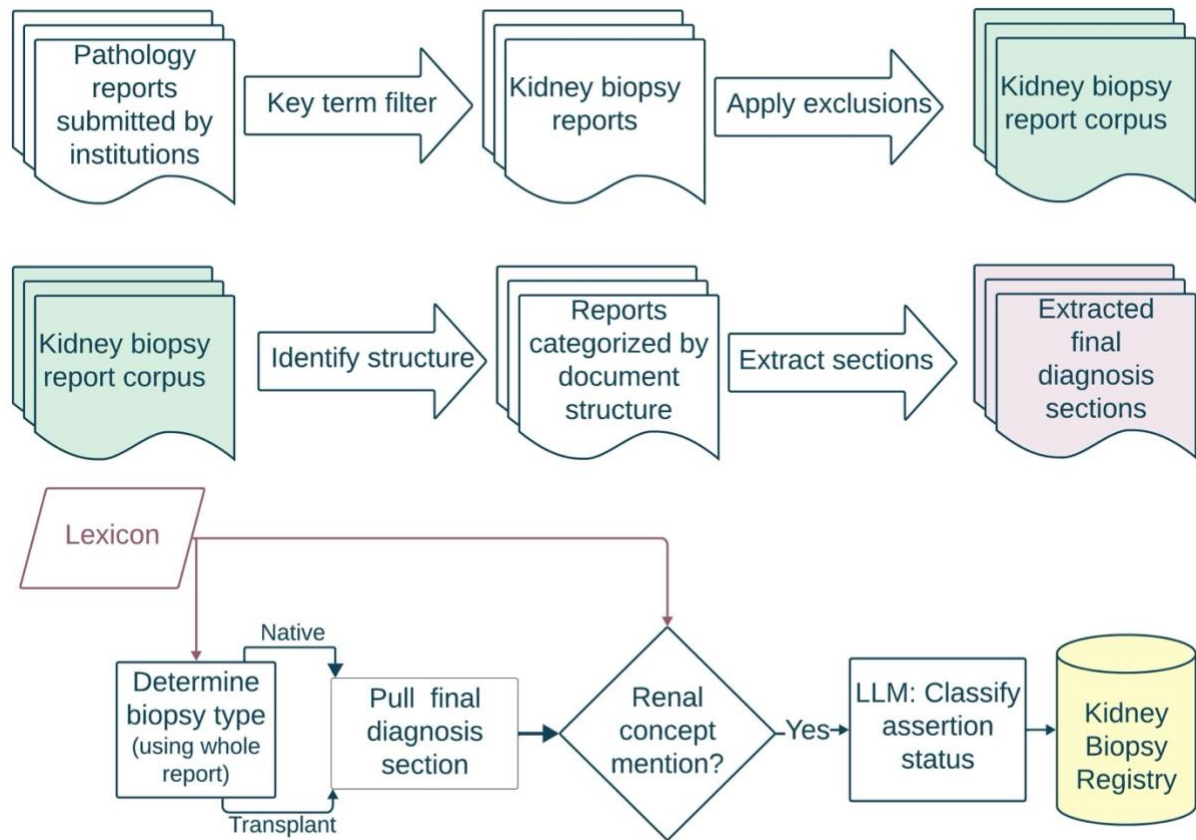 Pathology
reports
submitted by
institutions
Key term filter
Kidney biopsy
reports
Apply exclusions
Kidney biopsy
report corpus
Kidney biopsy
report corpus
Identify structure
Reports
categorized by
document
structure
Extract sections
Extracted
final
diagnosis
sections
Lexicon
Native
Determine
biopsy type
(using whole
report)
Transplant
Pull final
diagnosis
section
Renal
concept
mention?
Yes
LLM: Classify
assertion
status
Kidney
Biopsy
Registry